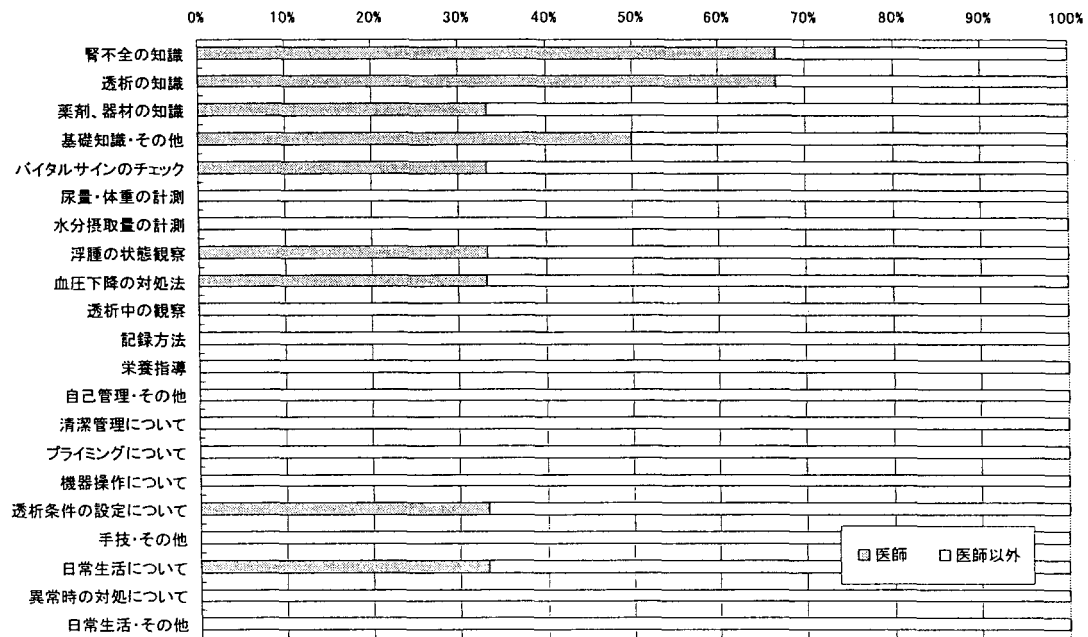 0% 10% 20% 30% 40% 50% 60% 70% 80% 90% 100%
腎不全の知識
透析の知識
薬剤、器材の知識
基礎知識・その他
バイタルサインのチェック
尿量・体重の計測
水分摂取量の計測
浮腫の状態観察
血圧下降の対処法
透析中の観察
記録方法
栄養指導
自己管理・その他
清潔管理について
プライミングについて
機器操作について
透析条件の設定について
手技・その他
医師 医師以外
日常生活について
異常時の対処について
日常生活・その他